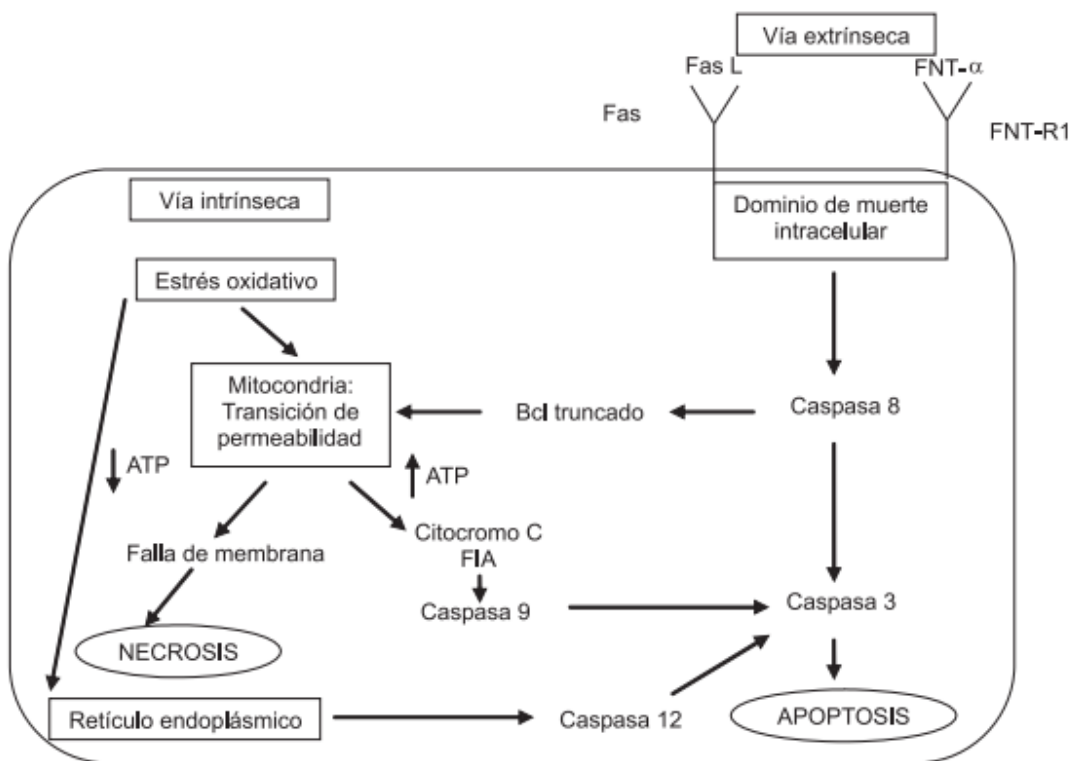 Vía extrínseca
Fas L
FNT-α
Fas
FNT-R1
Vía intrínseca
Dominio de muerte
intracelular
Estrés oxidativo
Mitocondria:
Transición de
permeabilidad
Bcl truncado
Caspasa 8
ATP
ATP
Falla de membrana
Citocromo C
FIA
Caspasa 9
Caspasa 3
NECROSIS
Retículo endoplásmico
Caspasa 12
APOPTOSIS